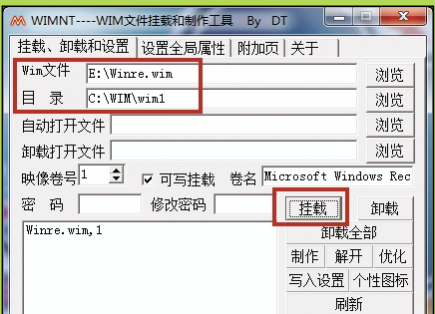 WIMNT----WIM文件挂载和制作工具 By DT
挂载、卸载和设置 设置全局属性 附加页 关于
Wim文件 E:\Winre.wim 浏览
目 录 C:\WIM\wim1 浏览
自动打开文件 浏览
卸载打开文件 浏览
映像卷号 1 可写挂载 卷名 Microsoft Windows Rec
密 码 修改密码 挂载 卸载
Winre.wim,1 卸载全部
制作 解开 优化
写入设置 个性图标
刷新